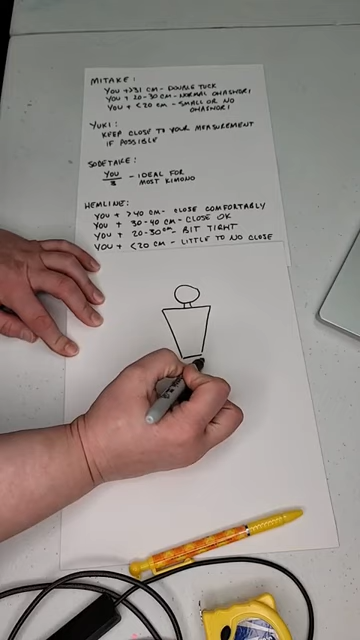 MITAKE:
YOU +>31 CM - DOUBLE TUCK
YOU + 20-30 CM - NORMAL OHASHORI
YOU + <20 CM - SMALL OR NO
OHASHORI
YUKI:
KEEP CLOSE TO YOUR MEASUREMENT
IF POSSIBLE
SODETAKE:
YOU - IDEAL FOR
3 MOST KIMONO
HEMLINE:
YOU + >40 CM - CLOSE COMFORTABLY
YOU + 30-40 CM - CLOSE OK
YOU + 20-30 CM - BIT TIGHT
YOU + <20 CM - LITTLE TO NO CLOSE